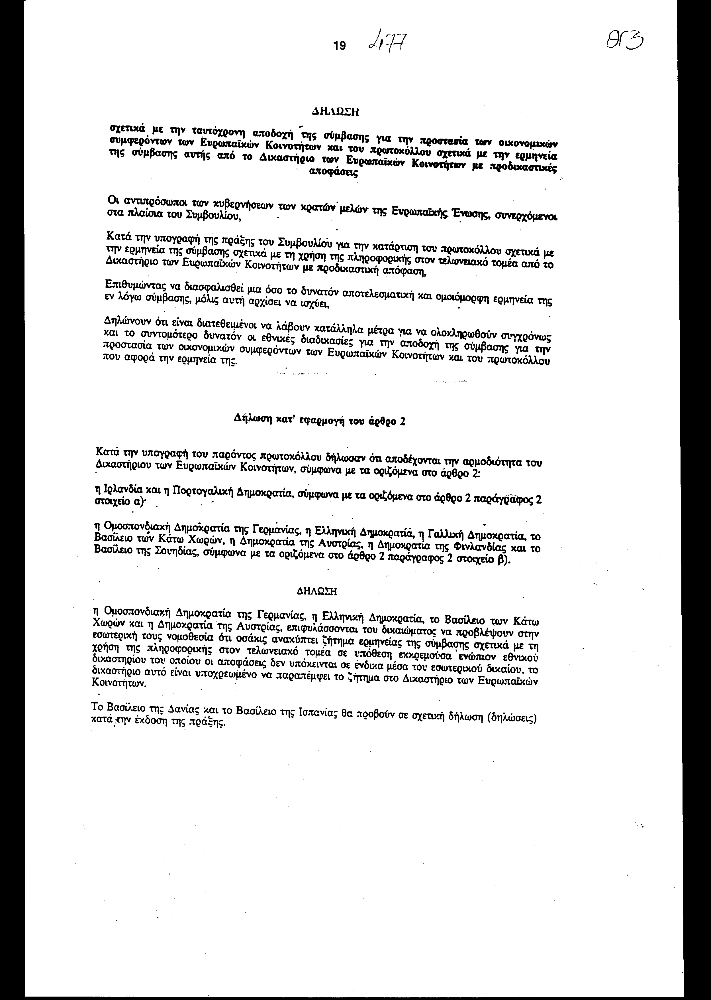 19 477
ΔΗΛΩΣΗ
σχετικά με την ταυτόχρονη αποδοχή της σύμβασης για την προστασία των οικονομικών
συμφερόντων των Ευρωπαϊκών Κοινοτήτων και του πρωτοκόλλου σχετικά με την ερμηνεία
της σύμβασης αυτής από το Δικαστήριο των Ευρωπαϊκών Κοινοτήτων με προδικαστικές
αποφάσεις
Οι αντιπρόσωποι των κυβερνήσεων των κρατών μελών της Ευρωπαϊκής Ένωσης, συνερχόμενοι
στα πλαίσια του Συμβουλίου,
Κατά την υπογραφή της πράξης του Συμβουλίου για την κατάρτιση του πρωτοκόλλου σχετικά με
την ερμηνεία της σύμβασης σχετικά με τη χρήση της πληροφορικής στον τελωνειακό τομέα από το
Δικαστήριο των Ευρωπαϊκών Κοινοτήτων με προδικαστική απόφαση,
Επιθυμώντας να διασφαλισθεί μια όσο το δυνατόν αποτελεσματική και ομοιόμορφη ερμηνεία της
εν λόγω σύμβασης, μόλις αυτή αρχίσει να ισχύει,
Δηλώνουν ότι είναι διατεθειμένοι να λάβουν κατάλληλα μέτρα για να ολοκληρωθούν συγχρόνως
και το συντομότερο δυνατόν οι εθνικές διαδικασίες για την αποδοχή της σύμβασης για την
προστασία των οικονομικών συμφερόντων των Ευρωπαϊκών Κοινοτήτων και του πρωτοκόλλου
που αφορά την ερμηνεία της.
Δήλωση κατ' εφαρμογή του άρθρο 2
Κατά την υπογραφή του παρόντος πρωτοκόλλου δήλωσαν ότι αποδέχονται την αρμοδιότητα του
Δικαστήριου των Ευρωπαϊκών Κοινοτήτων, σύμφωνα με τα οριζόμενα στο άρθρο 2:
η Ιρλανδία και η Πορτογαλική Δημοκρατία, σύμφωνα με τα οριζόμενα στο άρθρο 2 παράγραφος 2
στοιχείο α)·
η Ομοσπονδιακή Δημοκρατία της Γερμανίας, η Ελληνική Δημοκρατία, η Γαλλική Δημοκρατία, το
Βασίλειο των Κάτω Χωρών, η Δημοκρατία της Αυστρίας, η Δημοκρατία της Φινλανδίας και το
Βασίλειο της Σουηδίας, σύμφωνα με τα οριζόμενα στο άρθρο 2 παράγραφος 2 στοιχείο β).
ΔΗΛΩΣΗ
η Ομοσπονδιακή Δημοκρατία της Γερμανίας, η Ελληνική Δημοκρατία, το Βασίλειο των Κάτω
Χωρών και η Δημοκρατία της Αυστρίας, επιφυλάσσονται του δικαιώματος να προβλέψουν στην
εσωτερική τους νομοθεσία ότι οσάκις ανακύπτει ζήτημα ερμηνείας της σύμβασης σχετικά με τη
χρήση της πληροφορικής στον τελωνειακό τομέα σε υπόθεση εκκρεμούσα ενώπιον εθνικού
δικαστηρίου του οποίου οι αποφάσεις δεν υπόκεινται σε ένδικα μέσα του εσωτερικού δικαίου, το
δικαστήριο αυτό είναι υποχρεωμένο να παραπέμψει το ζήτημα στο Δικαστήριο των Ευρωπαϊκών
Κοινοτήτων.
Το Βασίλειο της Δανίας και το Βασίλειο της Ισπανίας θα προβούν σε σχετική δήλωση (δηλώσεις)
κατά την έκδοση της πράξης.